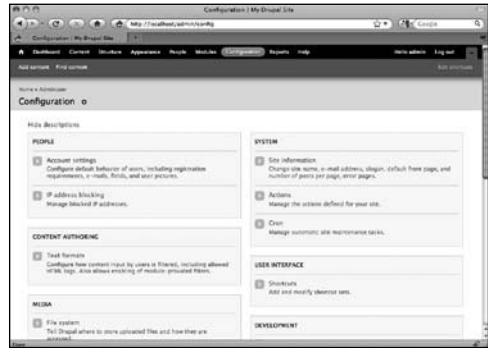 Configuration | My Drupal Site
http://localhost/admin/config
Google
Configuration | My Drupal Site
Dashboard Content Structure Appearance People Modules Configuration Reports Help Hello admin Log out
Add content Find content Edit shortcuts
Home » Administer
Configuration
Hide descriptions
PEOPLE
Account settings
Configure default behavior of users, including registration
requirements, e-mails, fields, and user pictures.
IP address blocking
Manage blocked IP addresses.
CONTENT AUTHORING
Text formats
Configure how content input by users is filtered, including allowed
HTML tags. Also allows enabling of module-provided filters.
MEDIA
File system
Tell Drupal where to store uploaded files and how they are
accessed.
SYSTEM
Site information
Change site name, e-mail address, slogan, default front page, and
number of posts per page, error pages.
Actions
Manage the actions defined for your site.
Cron
Manage automatic site maintenance tasks.
USER INTERFACE
Shortcuts
Add and modify shortcut sets.
DEVELOPMENT
Done